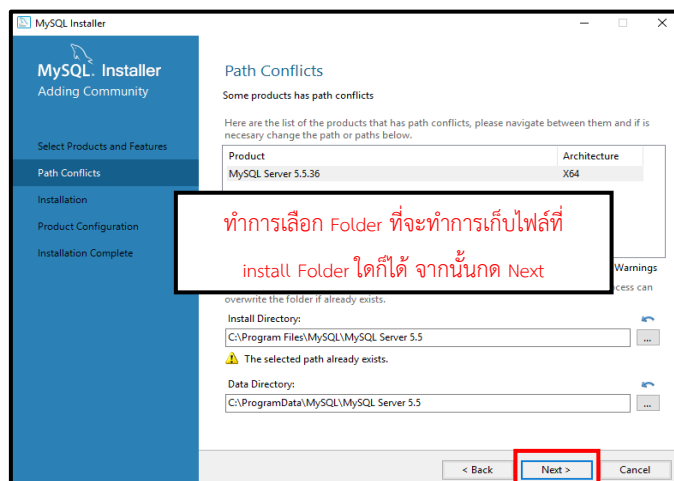 MySQL Installer
MySQL. Installer
Adding Community
Select Products and Features
Path Conflicts
Installation
Product Configuration
Installation Complete
Path Conflicts
Some products has path conflicts
Here are the list of the products that has path conflicts, please navigate between them and if is
necesary change the path or paths below.
Product Architecture
MySQL Server 5.5.36 X64
ทำการเลือก Folder ที่จะทำการเก็บไฟล์ที่
install Folder ใดก็ได้ จากนั้นกด Next
Warnings
can
overwrite the folder if already exists.
Install Directory:
C:\Program Files\MySQL\MySQL Server 5.5
...
The selected path already exists.
Data Directory:
C:\ProgramData\MySQL\MySQL Server 5.5
...
< Back Next > Cancel